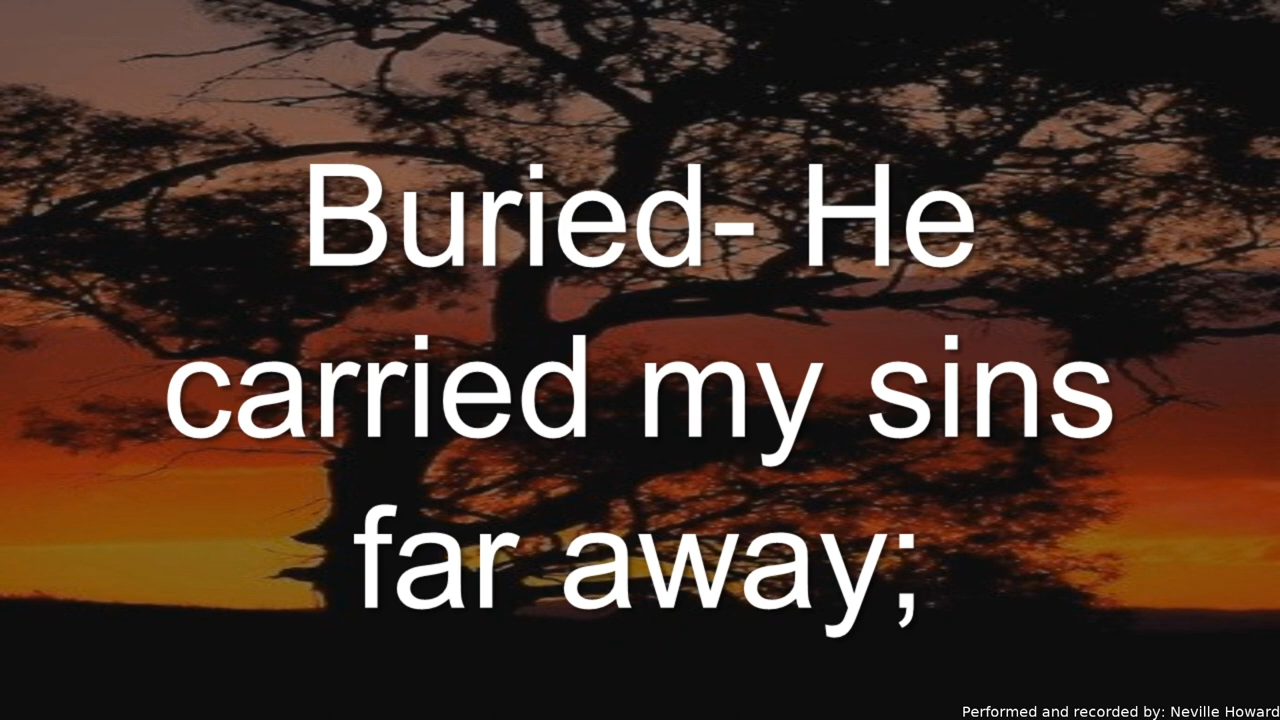 Buried- He
carried my sins
far away;
Performed and recorded by: Neville Howard